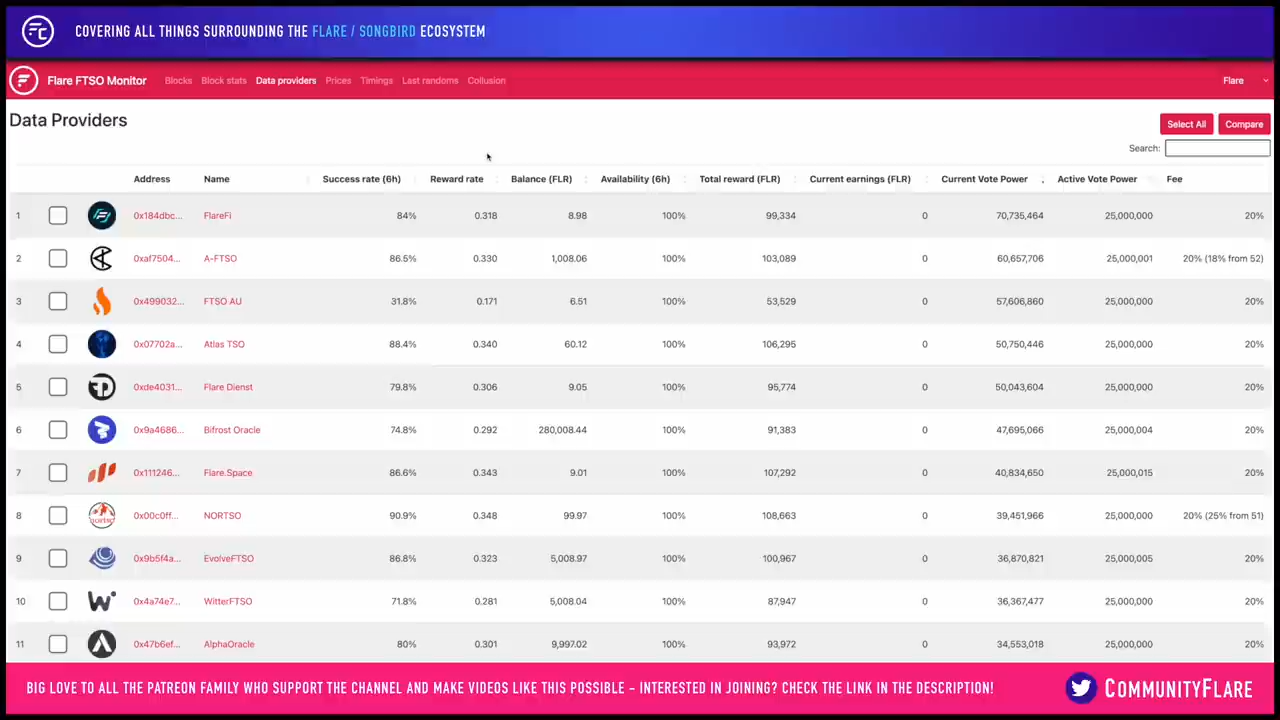 COVERING ALL THINGS SURROUNDING THE FLARE / SONGBIRD ECOSYSTEM
Flare FTSO Monitor Blocks Block stats Data providers Prices Timings Last randoms Collusion Flare
Data Providers
Select All Compare
Search:
Address Name Success rate (6h) Reward rate Balance (FLR) Availability (6h) Total reward (FLR) Current earnings (FLR) Current Vote Power Active Vote Power Fee
1 0x184dbc... FlareFi 84% 0.318 8.98 100% 99,334 0 70,735,464 25,000,000 20%
2 0xaf7504... A-FTSO 86.5% 0.330 1,008.06 100% 103,089 0 60,657,706 25,000,001 20% (18% from 52)
3 0x499032... FTSO AU 31.8% 0.171 6.51 100% 53,529 0 57,606,860 25,000,000 20%
4 0x07702a... Atlas TSO 88.4% 0.340 60.12 100% 106,295 0 50,750,446 25,000,000 20%
5 0xde4031... Flare Dienst 79.8% 0.306 9.05 100% 95,774 0 50,043,604 25,000,000 20%
6 0x9a4686... Bifrost Oracle 74.8% 0.292 280,008.44 100% 91,383 0 47,695,066 25,000,004 20%
7 0x111246... Flare.Space 86.6% 0.343 9.01 100% 107,292 0 40,834,650 25,000,015 20%
8 0x00c0ff... NORTSO 90.9% 0.348 99.97 100% 108,663 0 39,451,966 25,000,000 20% (25% from 51)
9 0x9b5f4a... EvolveFTSO 86.8% 0.323 5,008.97 100% 100,967 0 36,870,821 25,000,005 20%
10 0x4a74e7... WitterFTSO 71.8% 0.281 5,008.04 100% 87,947 0 36,367,477 25,000,000 20%
11 0x47b6ef... AlphaOracle 80% 0.301 9,997.02 100% 93,972 0 34,553,018 25,000,000 20%
BIG LOVE TO ALL THE PATREON FAMILY WHO SUPPORT THE CHANNEL AND MAKE VIDEOS LIKE THIS POSSIBLE - INTERESTED IN JOINING? CHECK THE LINK IN THE DESCRIPTION! COMMUNITYFLARE